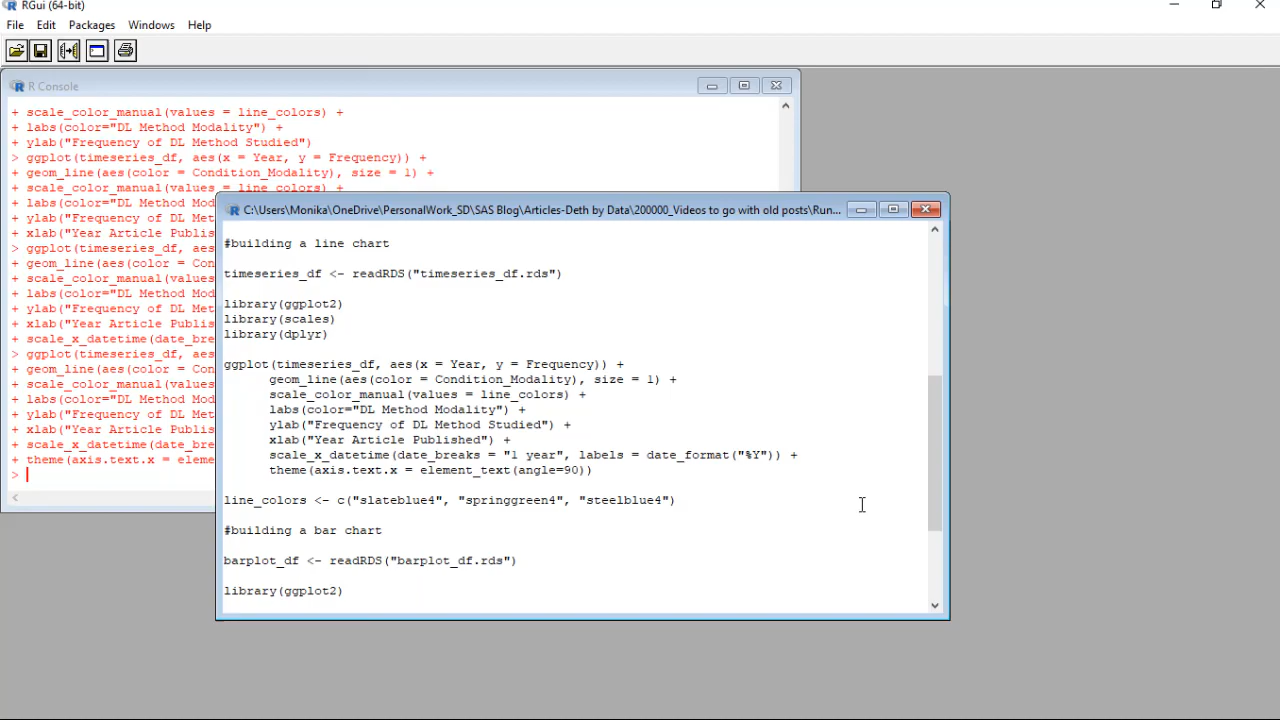 RGui (64-bit)
File Edit Packages Windows Help
R Console
+ scale_color_manual(values = line_colors) +
+ labs(color="DL Method Modality") +
+ ylab("Frequency of DL Method Studied")
> ggplot(timeseries_df, aes(x = Year, y = Frequency)) +
+ geom_line(aes(color = Condition_Modality), size = 1) +
+ scale_color_manual(values = line_colors) +
+ labs(color="DL Method Mod
+ ylab("Frequency of DL Met
+ xlab("Year Article Publis
> ggplot(timeseries_df, aes
+ geom_line(aes(color = Con
+ scale_color_manual(values
+ labs(color="DL Method Mod
+ ylab("Frequency of DL Met
+ xlab("Year Article Publis
+ scale_x_datetime(date_bre
> ggplot(timeseries_df, aes
+ geom_line(aes(color = Con
+ scale_color_manual(values
+ labs(color="DL Method Mod
+ ylab("Frequency of DL Met
+ xlab("Year Article Publis
+ scale_x_datetime(date_bre
+ theme(axis.text.x = eleme
>
C:\Users\Monika\OneDrive\PersonalWork_SD\SAS Blog\Articles-Deth by Data\200000_Videos to go with old posts\Run...
#building a line chart
timeseries_df <- readRDS("timeseries_df.rds")
library(ggplot2)
library(scales)
library(dplyr)
ggplot(timeseries_df, aes(x = Year, y = Frequency)) +
geom_line(aes(color = Condition_Modality), size = 1) +
scale_color_manual(values = line_colors) +
labs(color="DL Method Modality") +
ylab("Frequency of DL Method Studied") +
xlab("Year Article Published") +
scale_x_datetime(date_breaks = "1 year", labels = date_format("%Y")) +
theme(axis.text.x = element_text(angle=90))
line_colors <- c("slateblue4", "springgreen4", "steelblue4")
#building a bar chart
barplot_df <- readRDS("barplot_df.rds")
library(ggplot2)